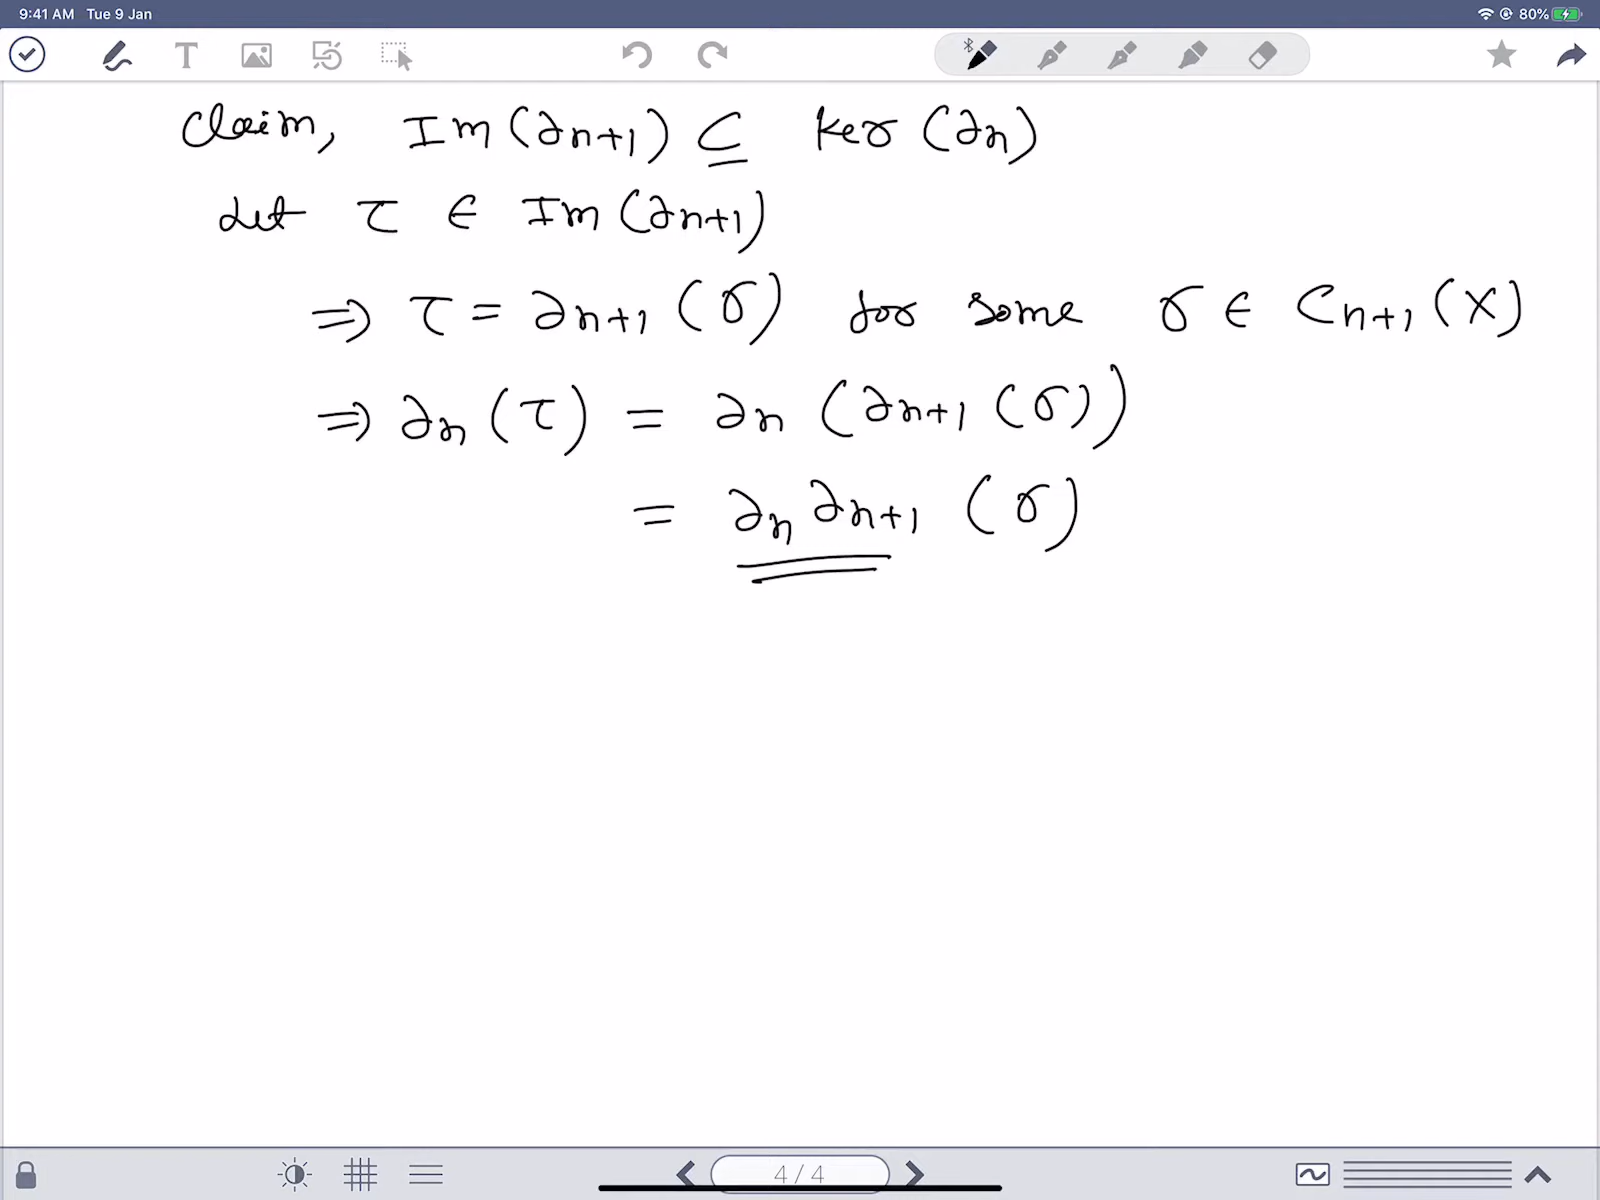 9:41 AM Tue 9 Jan 80%
T
Claim, Im(∂n+1) ⊆ ker(∂n)
Let τ ∈ Im(∂n+1)
⇒ τ = ∂n+1(σ) for some σ ∈ Cn+1(X)
⇒ ∂n(τ) = ∂n(∂n+1(σ))
= ∂n∂n+1(σ)
4/4